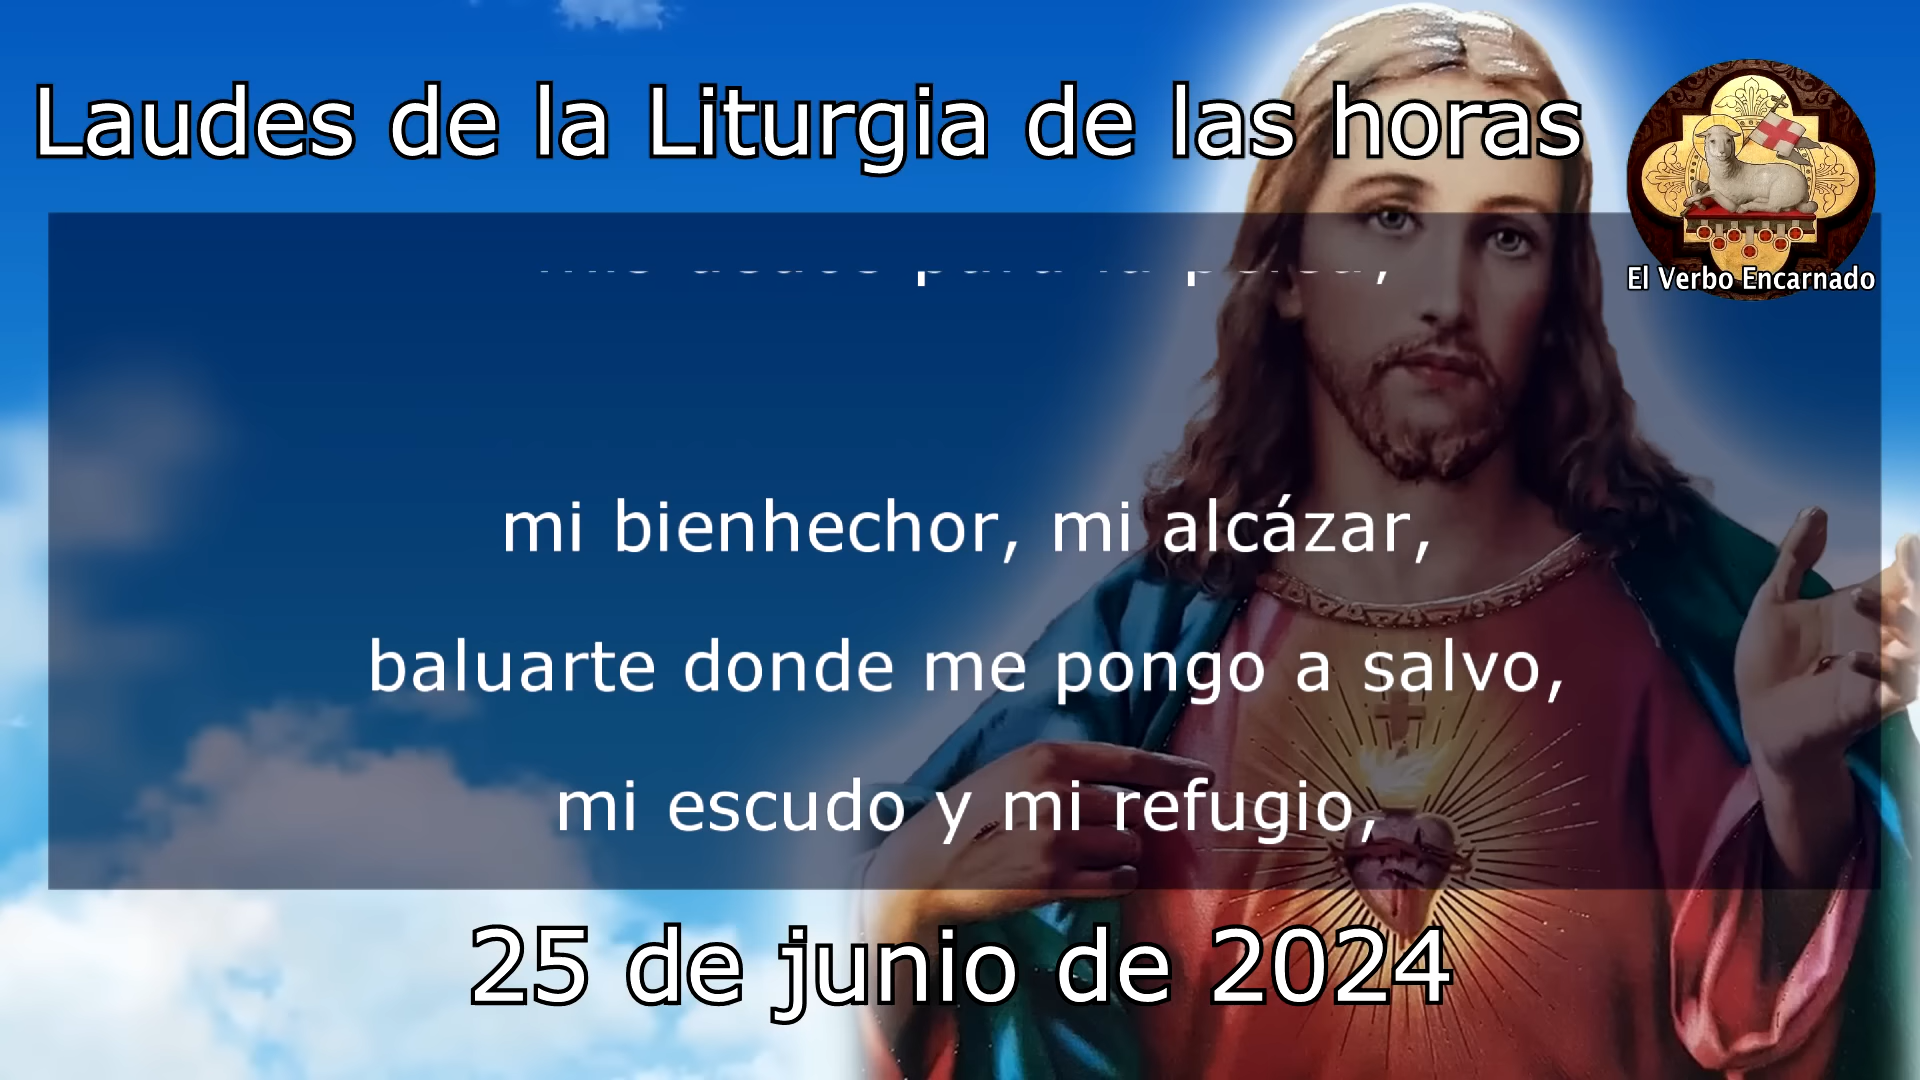 Laudes de la Liturgia de las horas
El Verbo Encarnado
mi bienhechor, mi alcázar,
baluarte donde me pongo a salvo,
mi escudo y mi refugio,
25 de junio de 2024